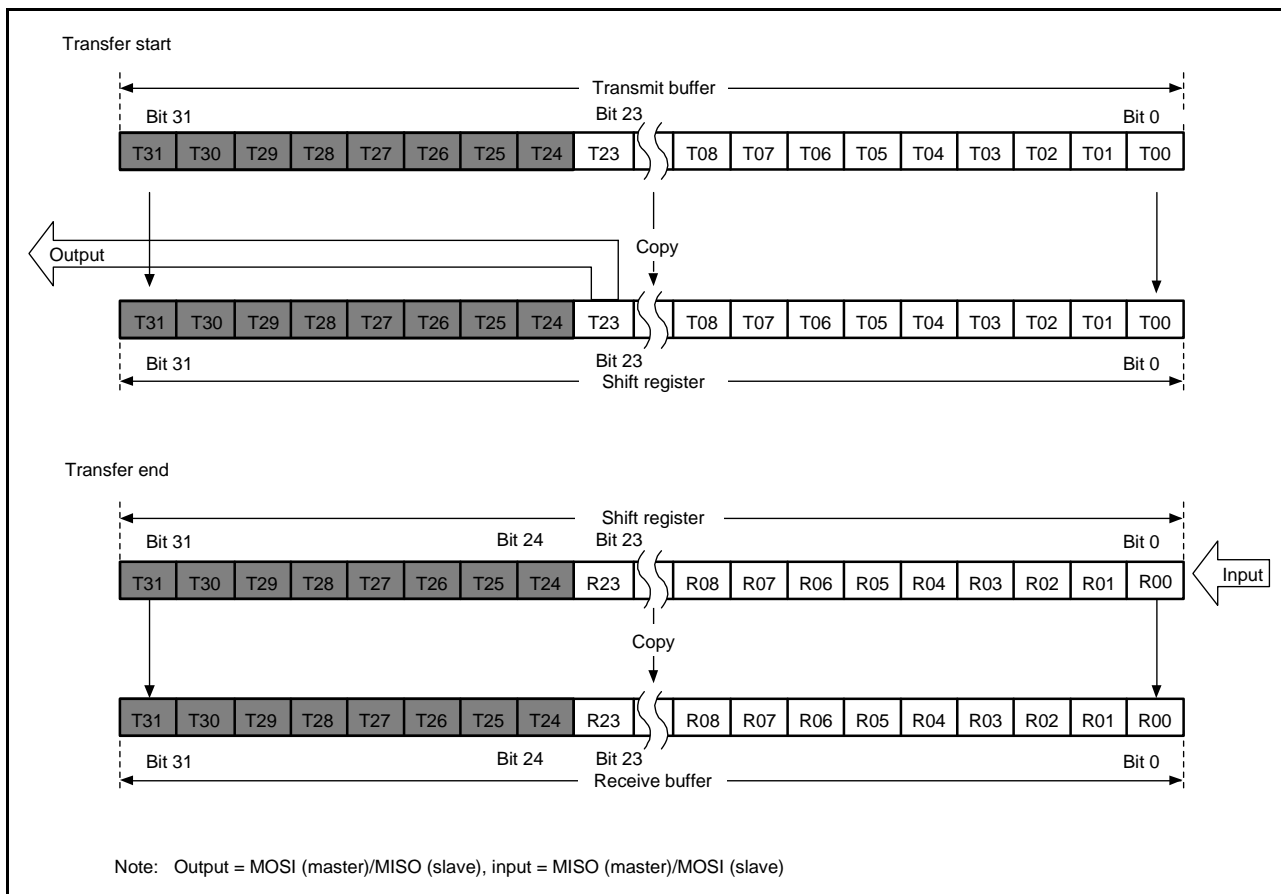 Transfer start
Transmit buffer
Bit 31 Bit 23 Bit 0
T31 T30 T29 T28 T27 T26 T25 T24 T23 T08 T07 T06 T05 T04 T03 T02 T01 T00
Output Copy
T31 T30 T29 T28 T27 T26 T25 T24 T23 T08 T07 T06 T05 T04 T03 T02 T01 T00
Bit 31 Bit 23 Bit 0
Shift register
Transfer end
Shift register
Bit 31 Bit 24 Bit 23 Bit 0
T31 T30 T29 T28 T27 T26 T25 T24 R23 R08 R07 R06 R05 R04 R03 R02 R01 R00 Input
Copy
T31 T30 T29 T28 T27 T26 T25 T24 R23 R08 R07 R06 R05 R04 R03 R02 R01 R00
Bit 31 Bit 24 Bit 23 Bit 0
Receive buffer
Note: Output = MOSI (master)/MISO (slave), input = MISO (master)/MOSI (slave)